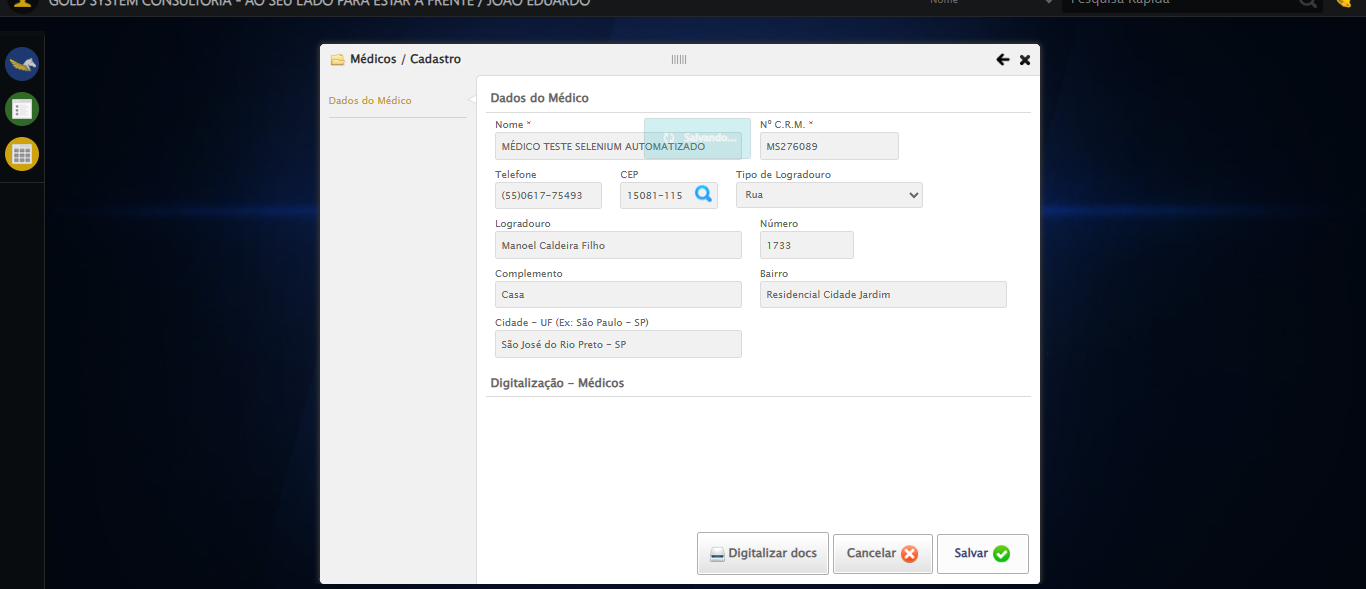 GOLD SYSTEM CONSULTORIA - AO SEU LADO PARA ESTAR À FRENTE / JOÃO EDUARDO
Nome
Pesquisa Rápida
Médicos / Cadastro
Dados do Médico
Dados do Médico
Nome *
Nº C.R.M. *
Salvando...
MÉDICO TESTE SELENIUM AUTOMATIZADO
MS276089
Telefone
CEP
Tipo de Logradouro
(55)0617-75493
15081-115
Rua
Logradouro
Número
Manoel Caldeira Filho
1733
Complemento
Bairro
Casa
Residencial Cidade Jardim
Cidade - UF (Ex: São Paulo - SP)
São José do Rio Preto - SP
Digitalização - Médicos
Digitalizar docs
Cancelar
Salvar